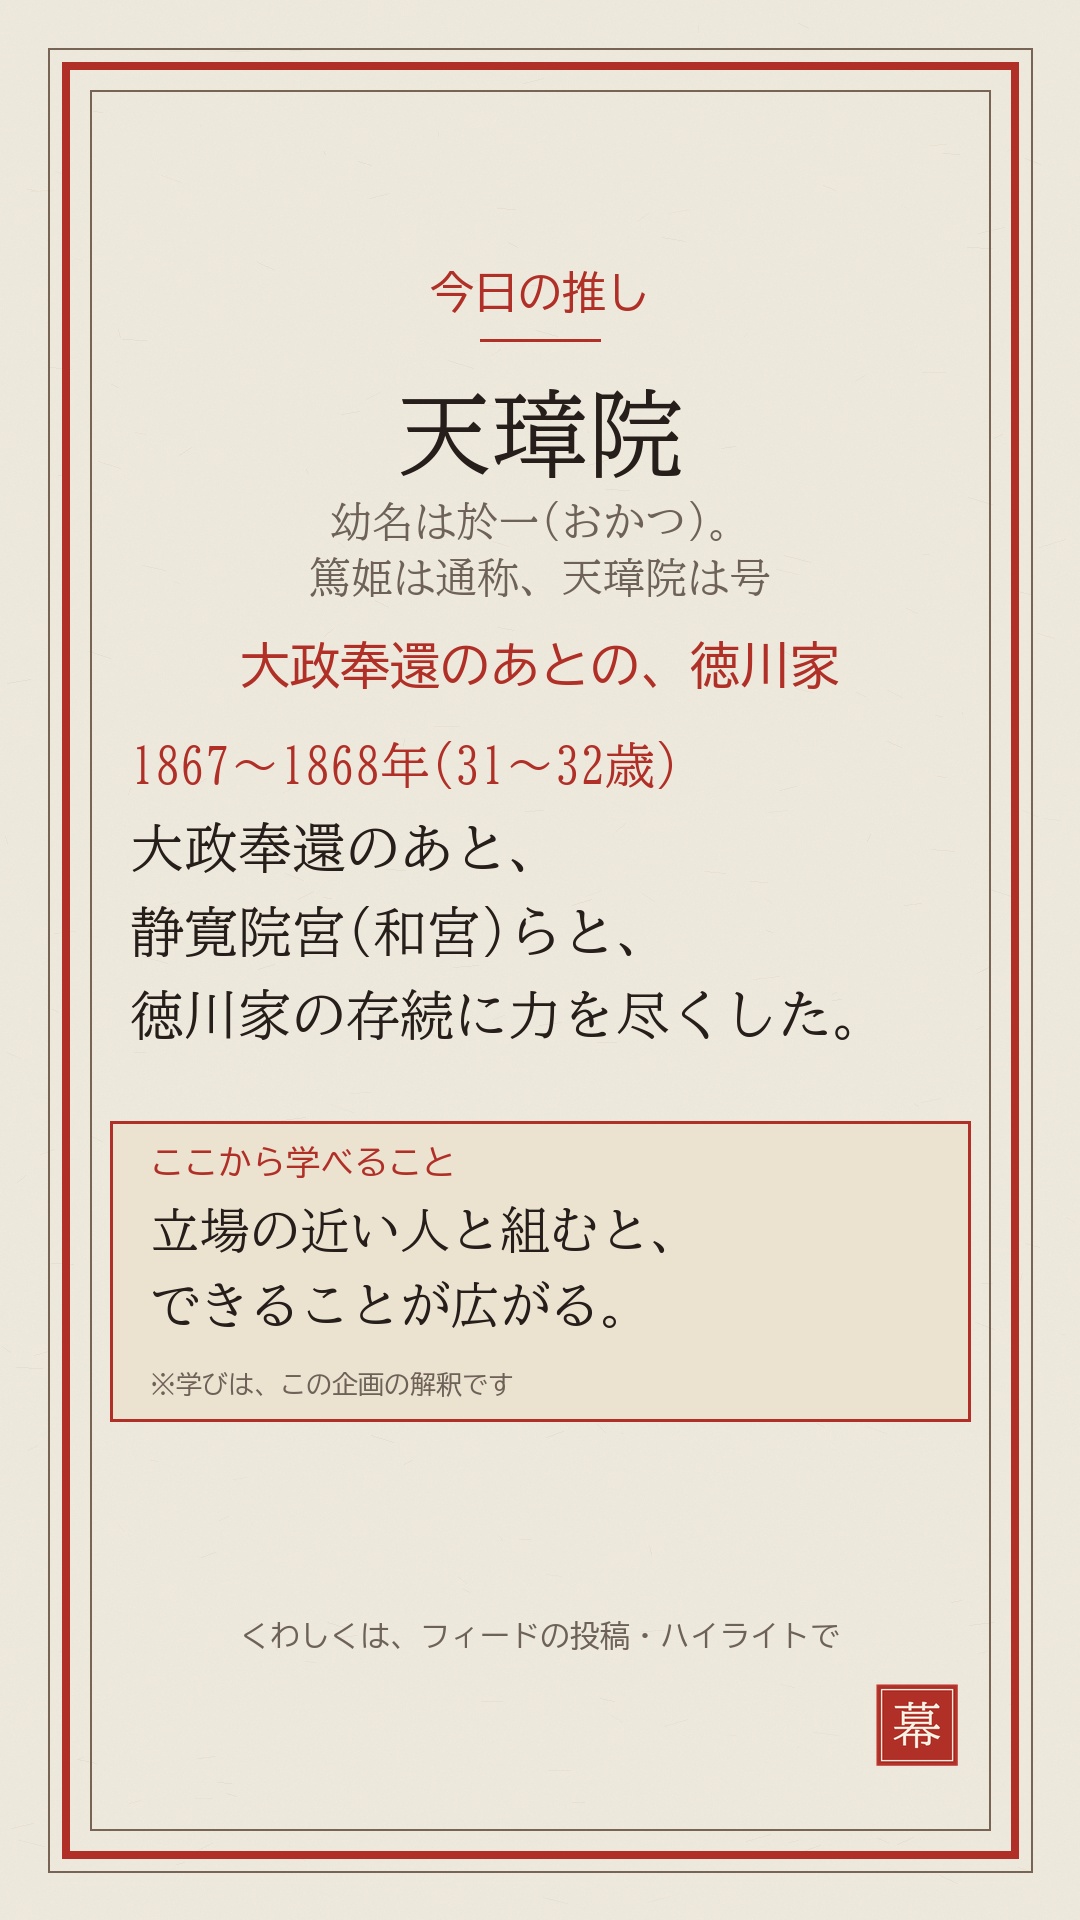 今日の推し
天璋院
幼名は於一（おかつ）。
篤姫は通称、天璋院は号
大政奉還のあとの、徳川家
1867〜1868年（31〜32歳）
大政奉還のあと、
静寛院宮（和宮）らと、
徳川家の存続に力を尽くした。
ここから学べること
立場の近い人と組むと、
できることが広がる。
※学びは、この企画の解釈です
くわしくは、フィードの投稿・ハイライトで
幕